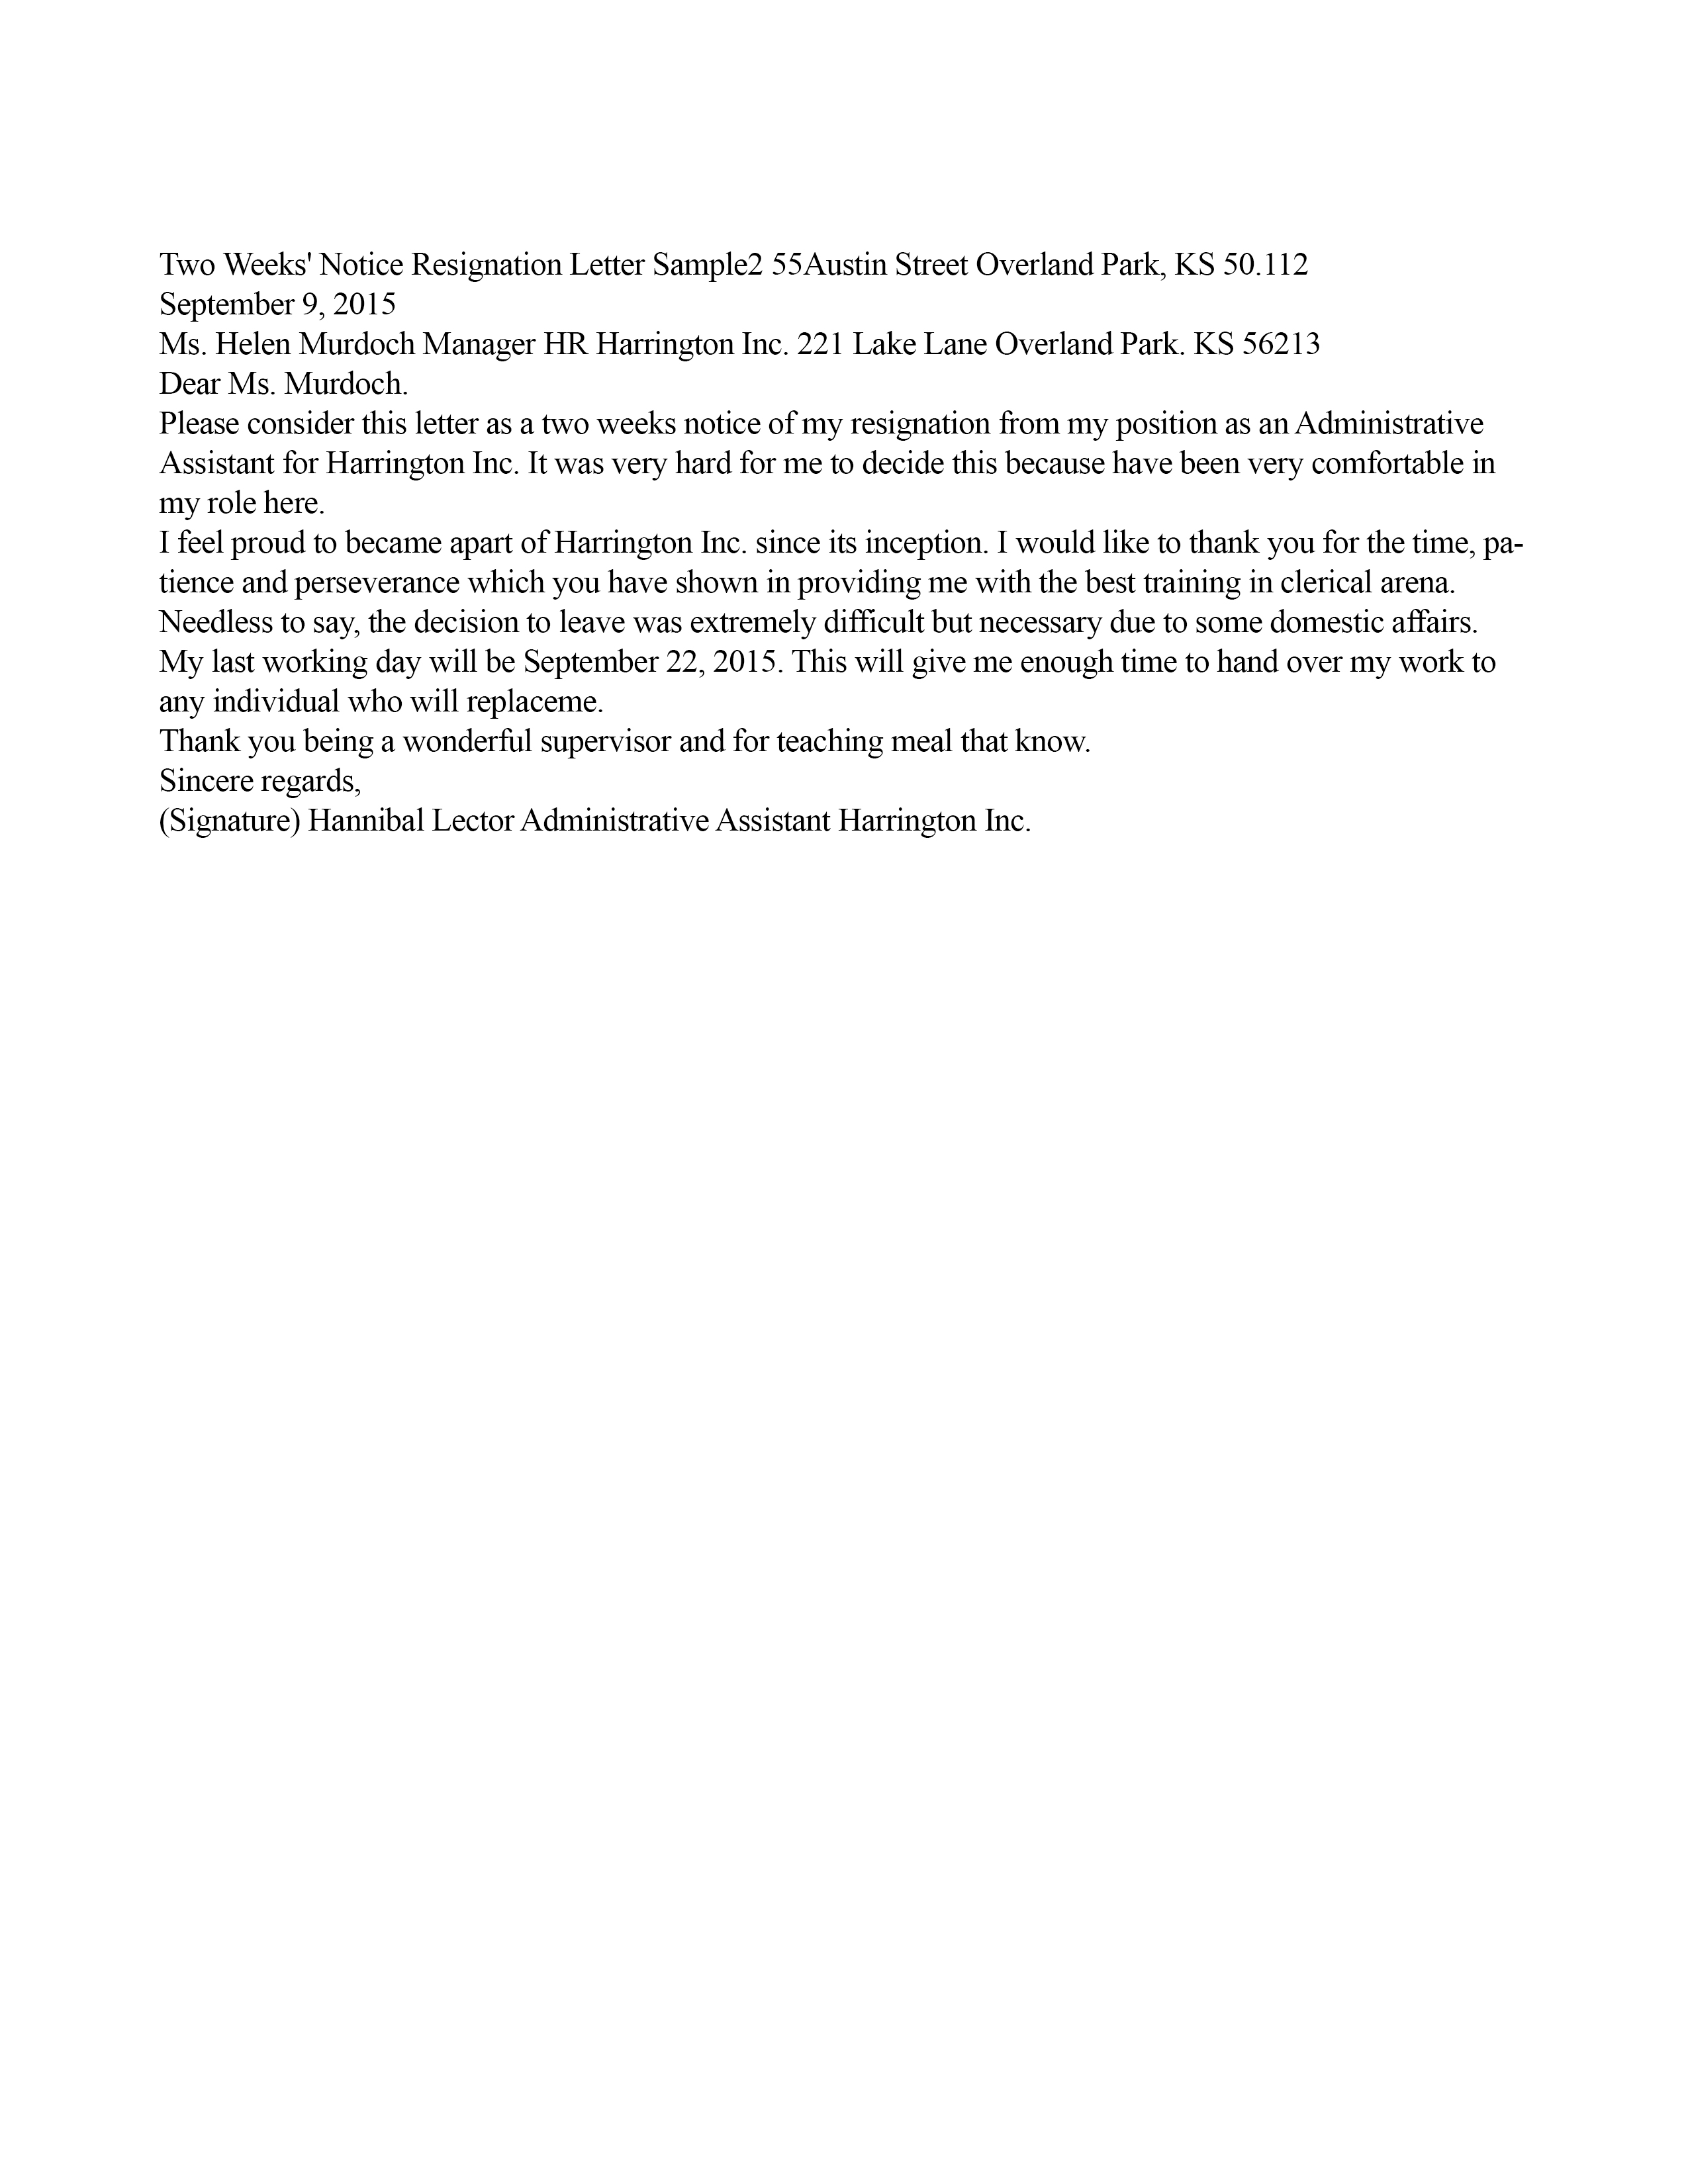 Two Weeks' Notice Resignation Letter Sample2 55Austin Street Overland Park, KS 50.112
September 9, 2015
Ms. Helen Murdoch Manager HR Harrington Inc. 221 Lake Lane Overland Park. KS 56213
Dear Ms. Murdoch.
Please consider this letter as a two weeks notice of my resignation from my position as an Administrative
Assistant for Harrington Inc. It was very hard for me to decide this because have been very comfortable in
my role here.
I feel proud to became apart of Harrington Inc. since its inception. I would like to thank you for the time, pa-
tience and perseverance which you have shown in providing me with the best training in clerical arena.
Needless to say, the decision to leave was extremely difficult but necessary due to some domestic affairs.
My last working day will be September 22, 2015. This will give me enough time to hand over my work to
any individual who will replaceme.
Thank you being a wonderful supervisor and for teaching meal that know.
Sincere regards,
(Signature) Hannibal Lector Administrative Assistant Harrington Inc.